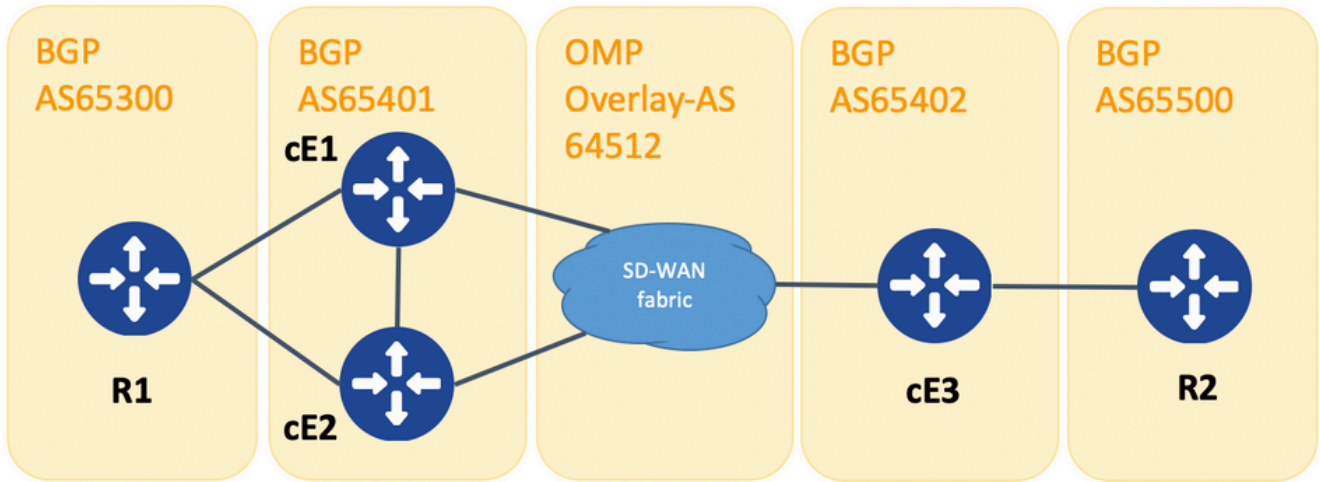 BGP
AS65300
BGP
AS65401
OMP
Overlay-AS
64512
BGP
AS65402
BGP
AS65500
cE1
SD-WAN
fabric
R1
cE2
cE3
R2